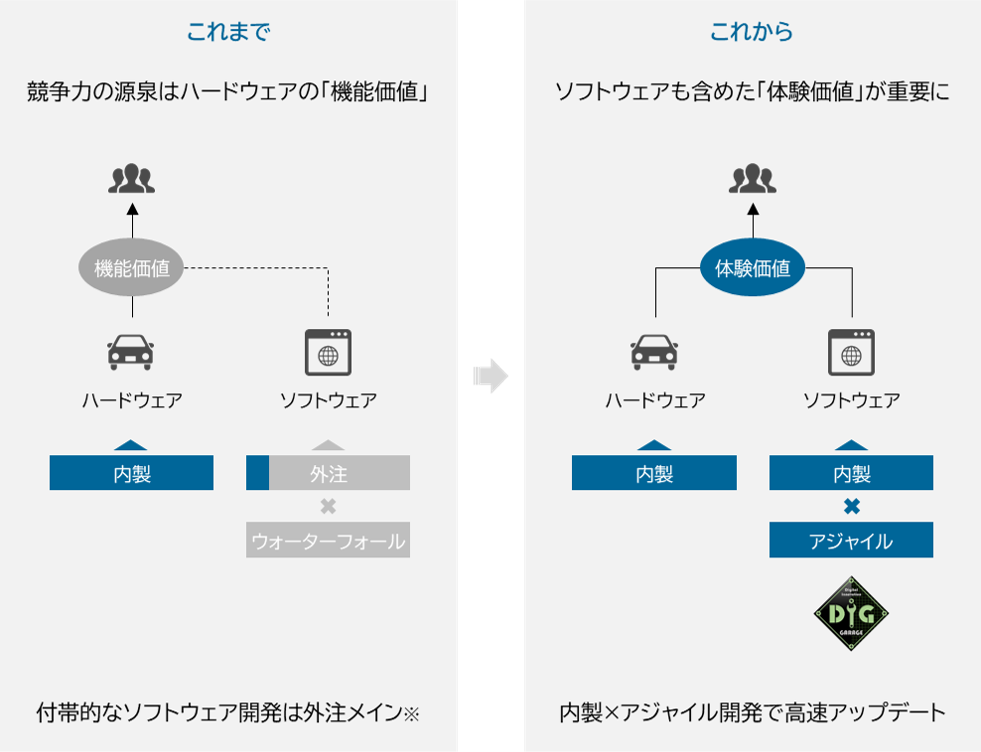 これまで
競争力の源泉はハードウェアの「機能価値」
機能価値
ハードウェア
ソフトウェア
内製
外注
✖
ウォーターフォール
付帯的なソフトウェア開発は外注メイン※
これから
ソフトウェアも含めた「体験価値」が重要に
体験価値
ハードウェア
ソフトウェア
内製
内製
✖
アジャイル
Digital
Innovation
DIG
GARAGE
内製×アジャイル開発で高速アップデート